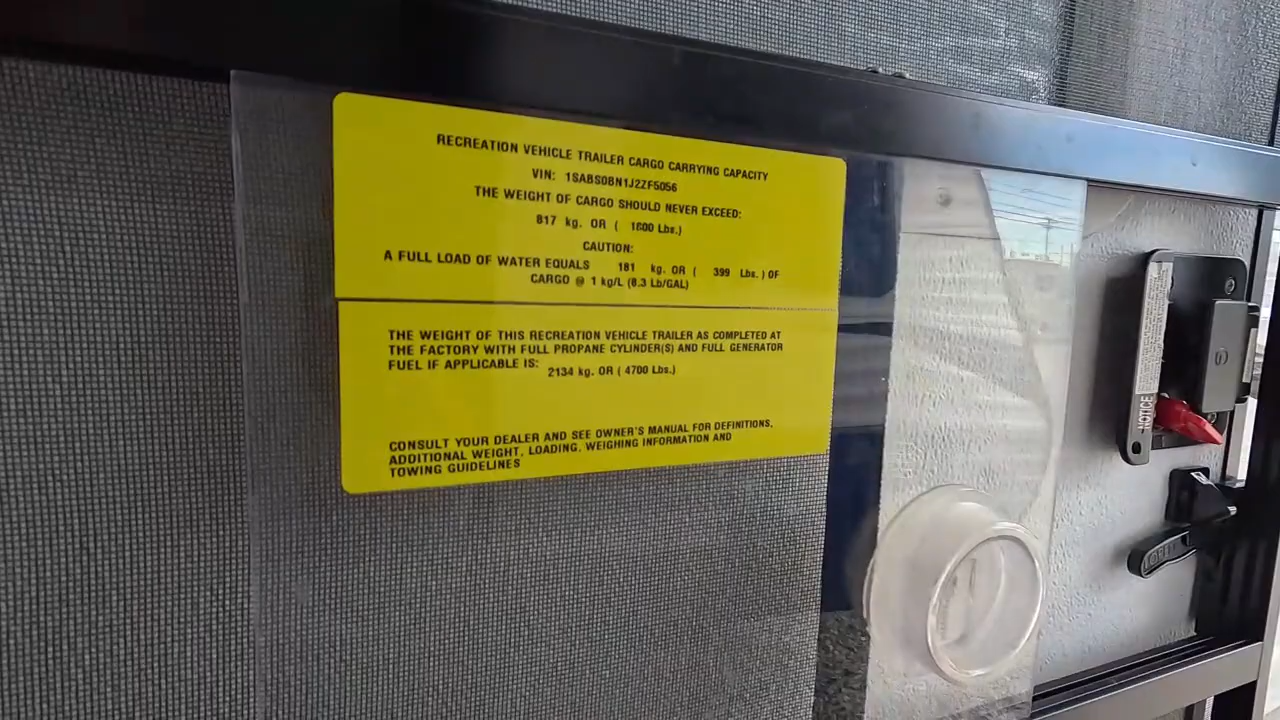 RECREATION VEHICLE TRAILER CARGO CARRYING CAPACITY
VIN: 1SABS0BN1J2ZF5056
THE WEIGHT OF CARGO SHOULD NEVER EXCEED:
817 kg. OR ( 1800 Lbs.)
CAUTION:
A FULL LOAD OF WATER EQUALS 181 kg. OR ( 399 Lbs. ) OF
CARGO @ 1 kg/L (8.3 Lb/GAL)
THE WEIGHT OF THIS RECREATION VEHICLE TRAILER AS COMPLETED AT
THE FACTORY WITH FULL PROPANE CYLINDER(S) AND FULL GENERATOR
FUEL IF APPLICABLE IS: 2134 kg. OR ( 4700 Lbs.)
CONSULT YOUR DEALER AND SEE OWNER'S MANUAL FOR DEFINITIONS,
ADDITIONAL WEIGHT, LOADING, WEIGHING INFORMATION AND
TOWING GUIDELINES
NOTICE